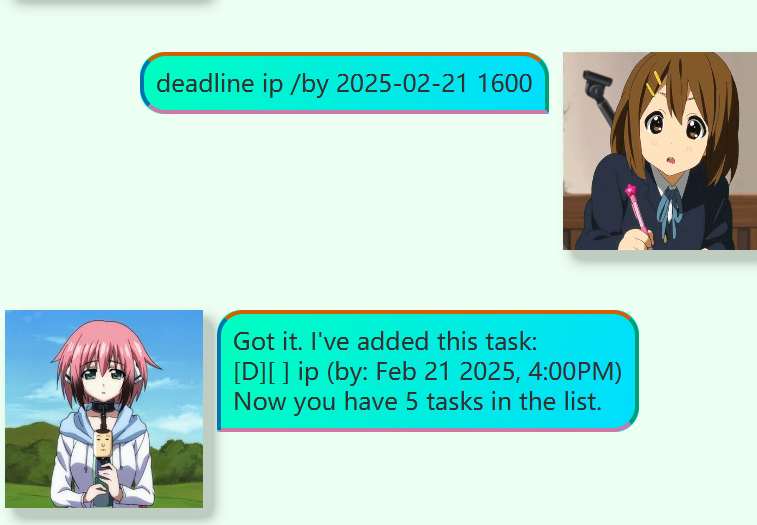 deadline ip /by 2025-02-21 1600
Got it. I've added this task:
[D][ ] ip (by: Feb 21 2025, 4:00PM)
Now you have 5 tasks in the list.